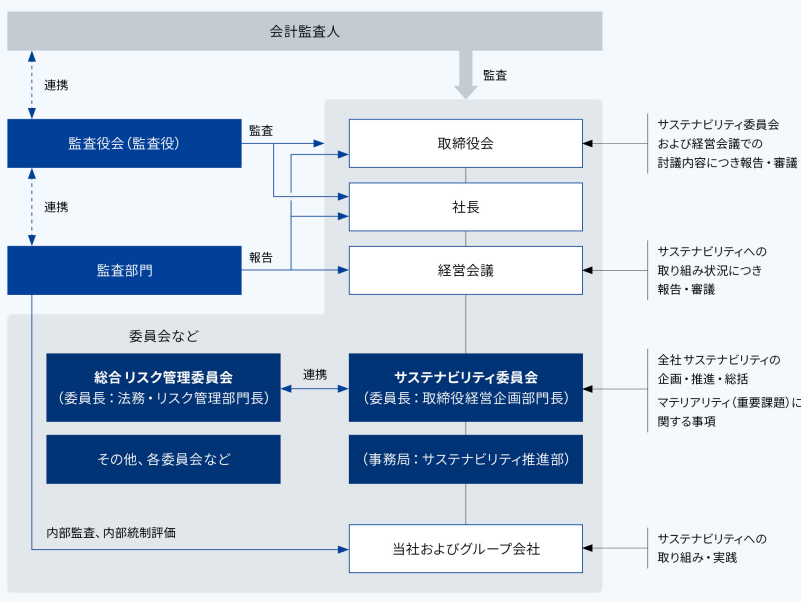 会計監査人
連携
監査
監査役会（監査役）
監査
取締役会
サステナビリティ委員会
および経営会議での
討議内容につき報告・審議
連携
社長
監査部門
報告
経営会議
サステナビリティへの
取り組み状況につき
報告・審議
委員会など
総合リスク管理委員会
（委員長：法務・リスク管理部門長）
連携
サステナビリティ委員会
（委員長：取締役経営企画部門長）
全社サステナビリティの
企画・推進・総括
マテリアリティ（重要課題）に
関する事項
その他、各委員会など
（事務局：サステナビリティ推進部）
内部監査、内部統制評価
当社およびグループ会社
サステナビリティへの
取り組み・実践